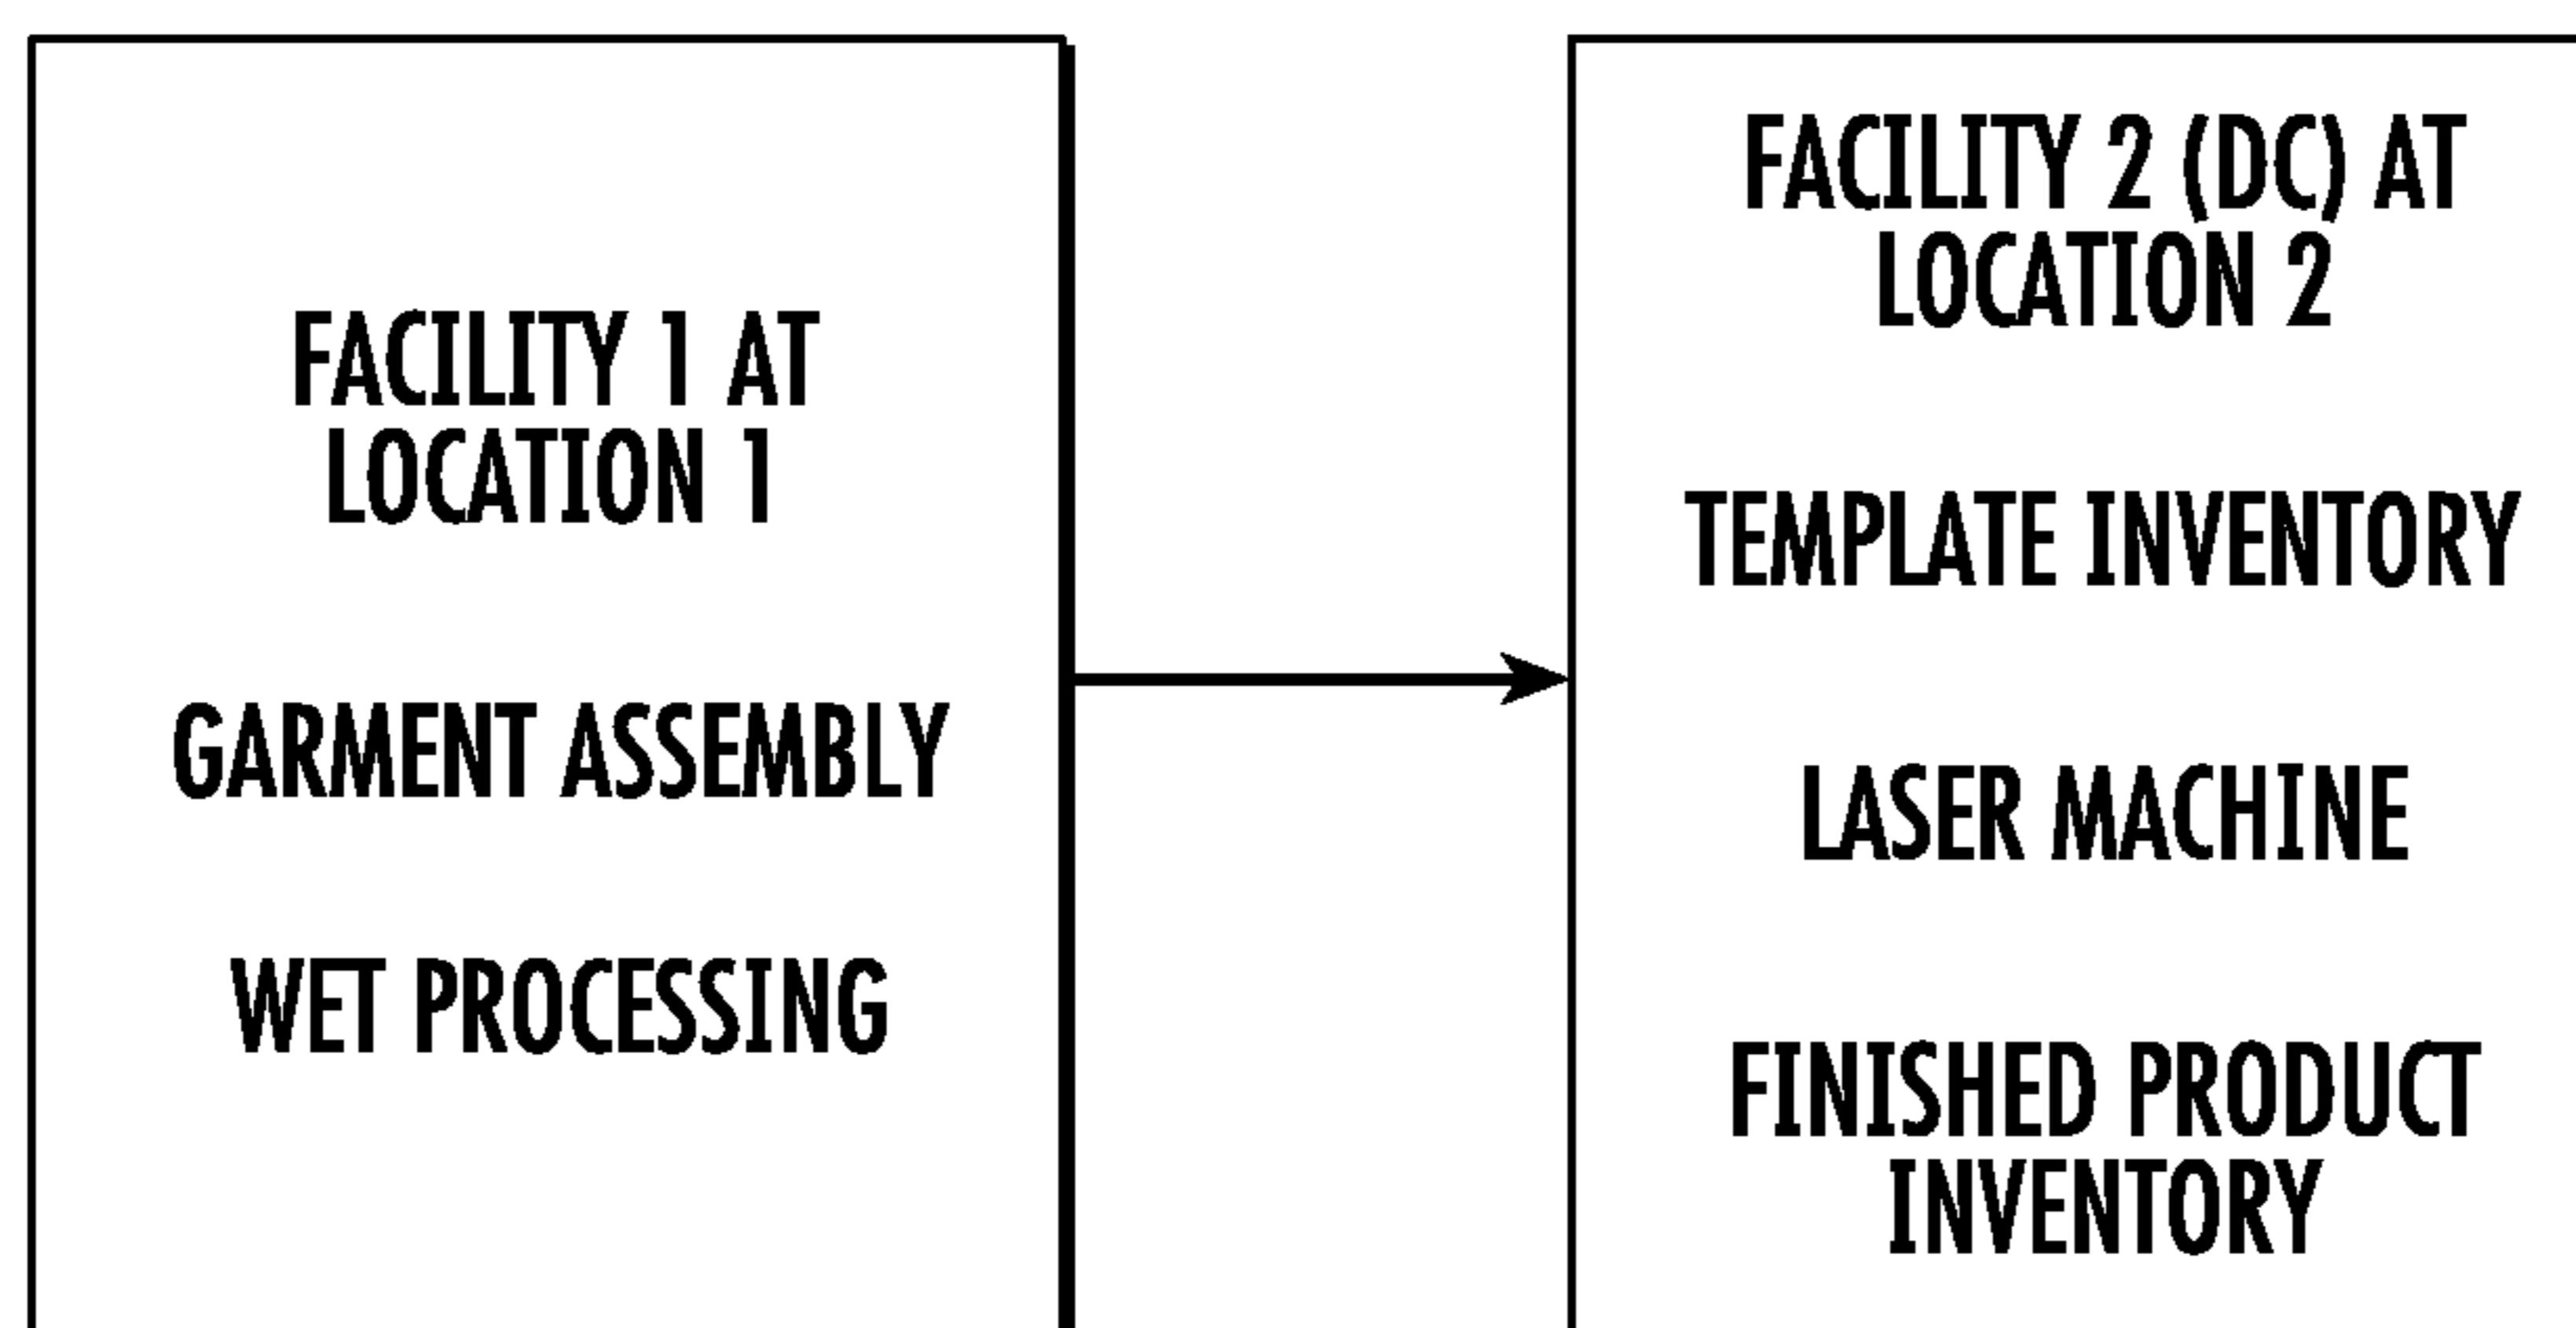 FACILITY 1 AT
LOCATION 1
GARMENT ASSEMBLY
WET PROCESSING
FACILITY 2 (DC) AT
LOCATION 2
TEMPLATE INVENTORY
LASER MACHINE
FINISHED PRODUCT
INVENTORY